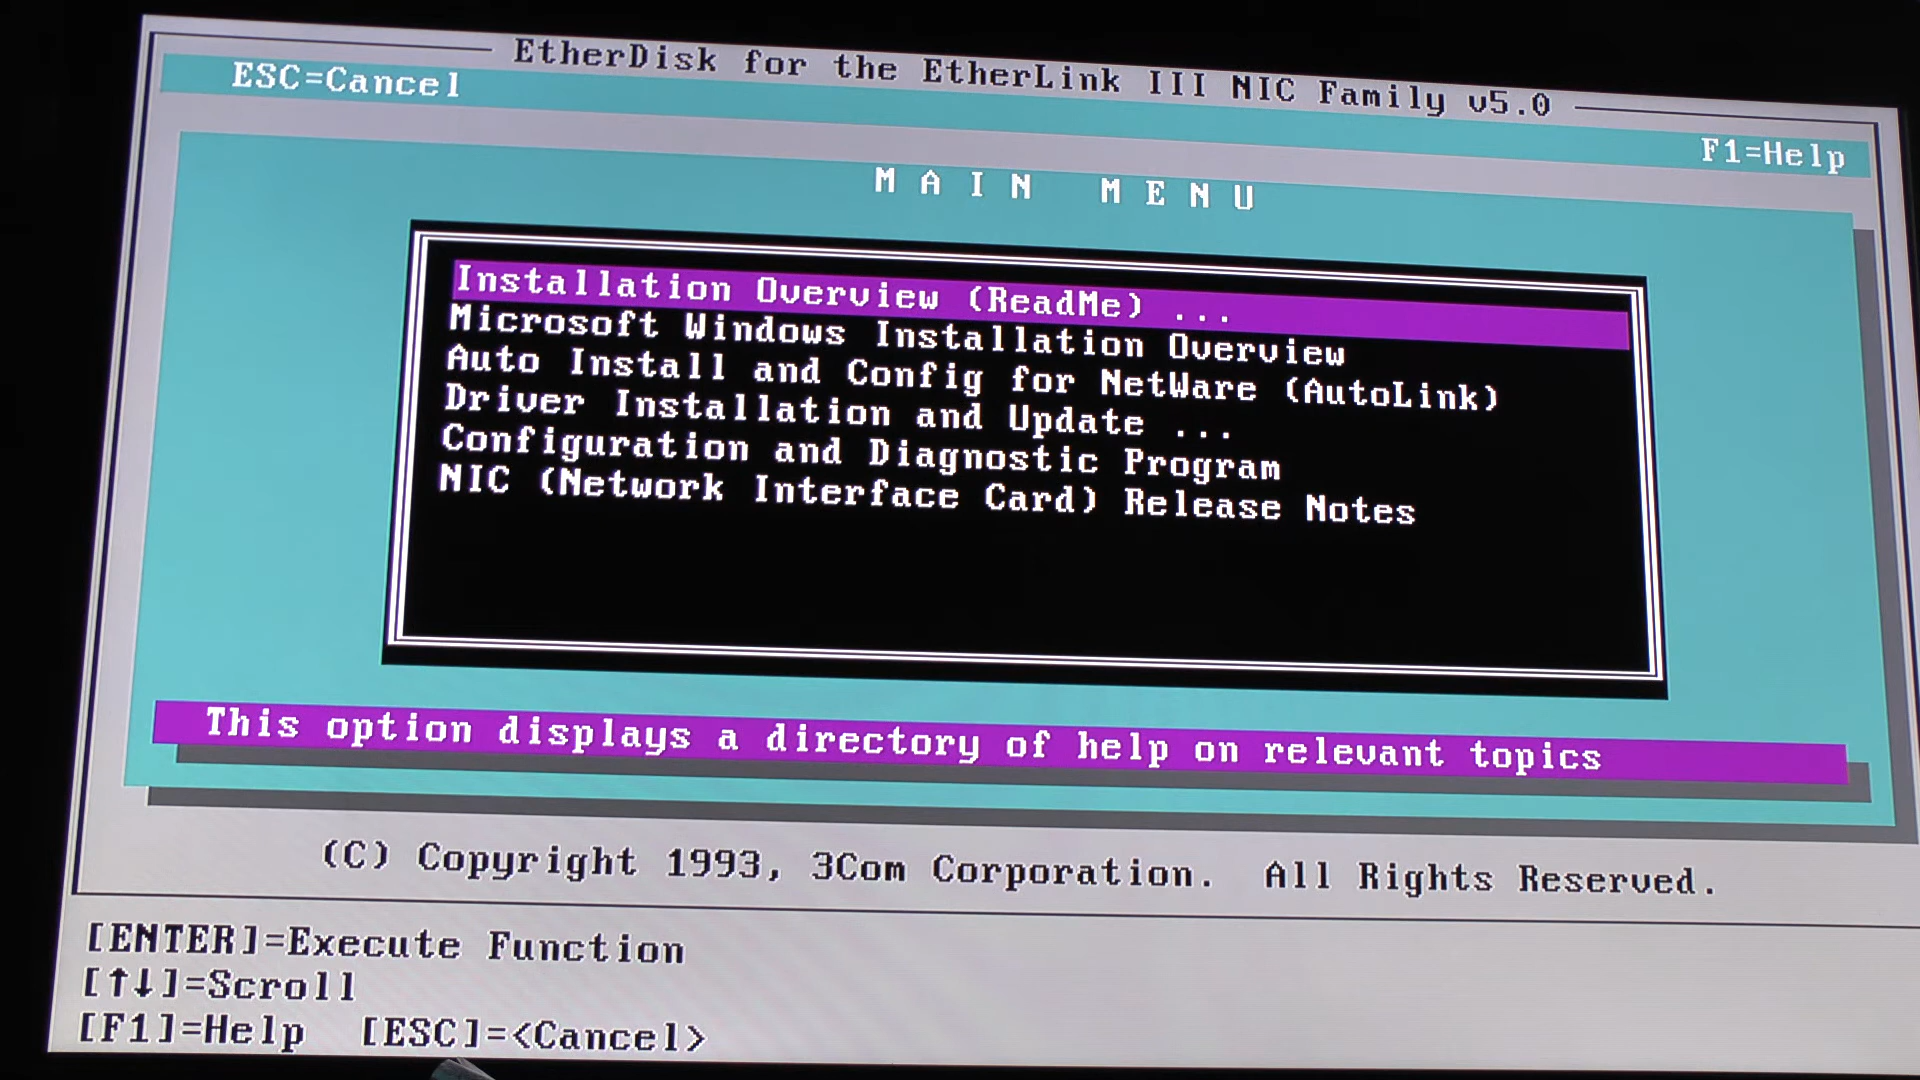 EtherDisk for the EtherLink III NIC Family v5.0
ESC=Cancel F1=Help
M A I N   M E N U
Installation Overview (ReadMe) ...
Microsoft Windows Installation Overview
Auto Install and Config for NetWare (AutoLink)
Driver Installation and Update ...
Configuration and Diagnostic Program
NIC (Network Interface Card) Release Notes
This option displays a directory of help on relevant topics
(C) Copyright 1993, 3Com Corporation.  All Rights Reserved.
[ENTER]=Execute Function
[↑↓]=Scroll
[F1]=Help   [ESC]=<Cancel>